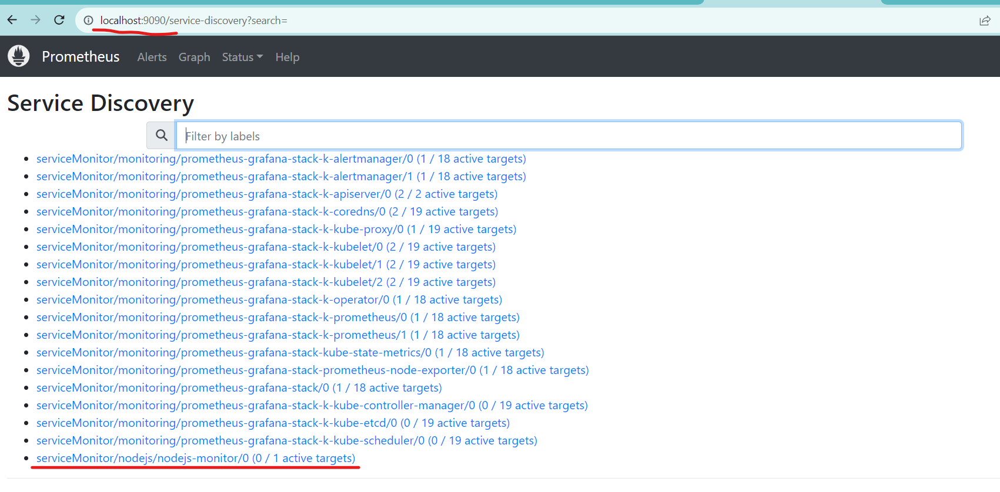 localhost:9090/service-discovery?search=
Prometheus Alerts Graph Status Help
Service Discovery
Filter by labels
serviceMonitor/monitoring/prometheus-grafana-stack-k-alertmanager/0 (1 / 18 active targets)
serviceMonitor/monitoring/prometheus-grafana-stack-k-alertmanager/1 (1 / 18 active targets)
serviceMonitor/monitoring/prometheus-grafana-stack-k-apiserver/0 (2 / 2 active targets)
serviceMonitor/monitoring/prometheus-grafana-stack-k-coredns/0 (2 / 19 active targets)
serviceMonitor/monitoring/prometheus-grafana-stack-k-kube-proxy/0 (1 / 19 active targets)
serviceMonitor/monitoring/prometheus-grafana-stack-k-kubelet/0 (2 / 19 active targets)
serviceMonitor/monitoring/prometheus-grafana-stack-k-kubelet/1 (2 / 19 active targets)
serviceMonitor/monitoring/prometheus-grafana-stack-k-kubelet/2 (2 / 19 active targets)
serviceMonitor/monitoring/prometheus-grafana-stack-k-operator/0 (1 / 18 active targets)
serviceMonitor/monitoring/prometheus-grafana-stack-k-prometheus/0 (1 / 18 active targets)
serviceMonitor/monitoring/prometheus-grafana-stack-k-prometheus/1 (1 / 18 active targets)
serviceMonitor/monitoring/prometheus-grafana-stack-kube-state-metrics/0 (1 / 18 active targets)
serviceMonitor/monitoring/prometheus-grafana-stack-prometheus-node-exporter/0 (1 / 18 active targets)
serviceMonitor/monitoring/prometheus-grafana-stack/0 (1 / 18 active targets)
serviceMonitor/monitoring/prometheus-grafana-stack-k-kube-controller-manager/0 (0 / 19 active targets)
serviceMonitor/monitoring/prometheus-grafana-stack-k-kube-etcd/0 (0 / 19 active targets)
serviceMonitor/monitoring/prometheus-grafana-stack-k-kube-scheduler/0 (0 / 19 active targets)
serviceMonitor/nodejs/nodejs-monitor/0 (0 / 1 active targets)